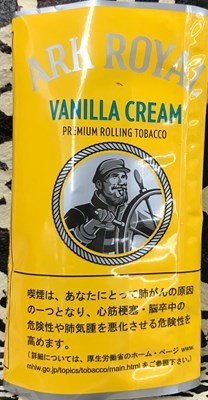 ARK ROYAL
VANILLA CREAM
PREMIUM ROLLING TOBACCO
喫煙は、あなたにとって肺がんの原因
の一つとなり、心筋梗塞・脳卒中の
危険性や肺気腫を悪化させる危険性を
高めます。
(詳細については、厚生労働省のホーム・ページ www.
mhlw.go.jp/topics/tobacco/main.html をご参照下さい。)